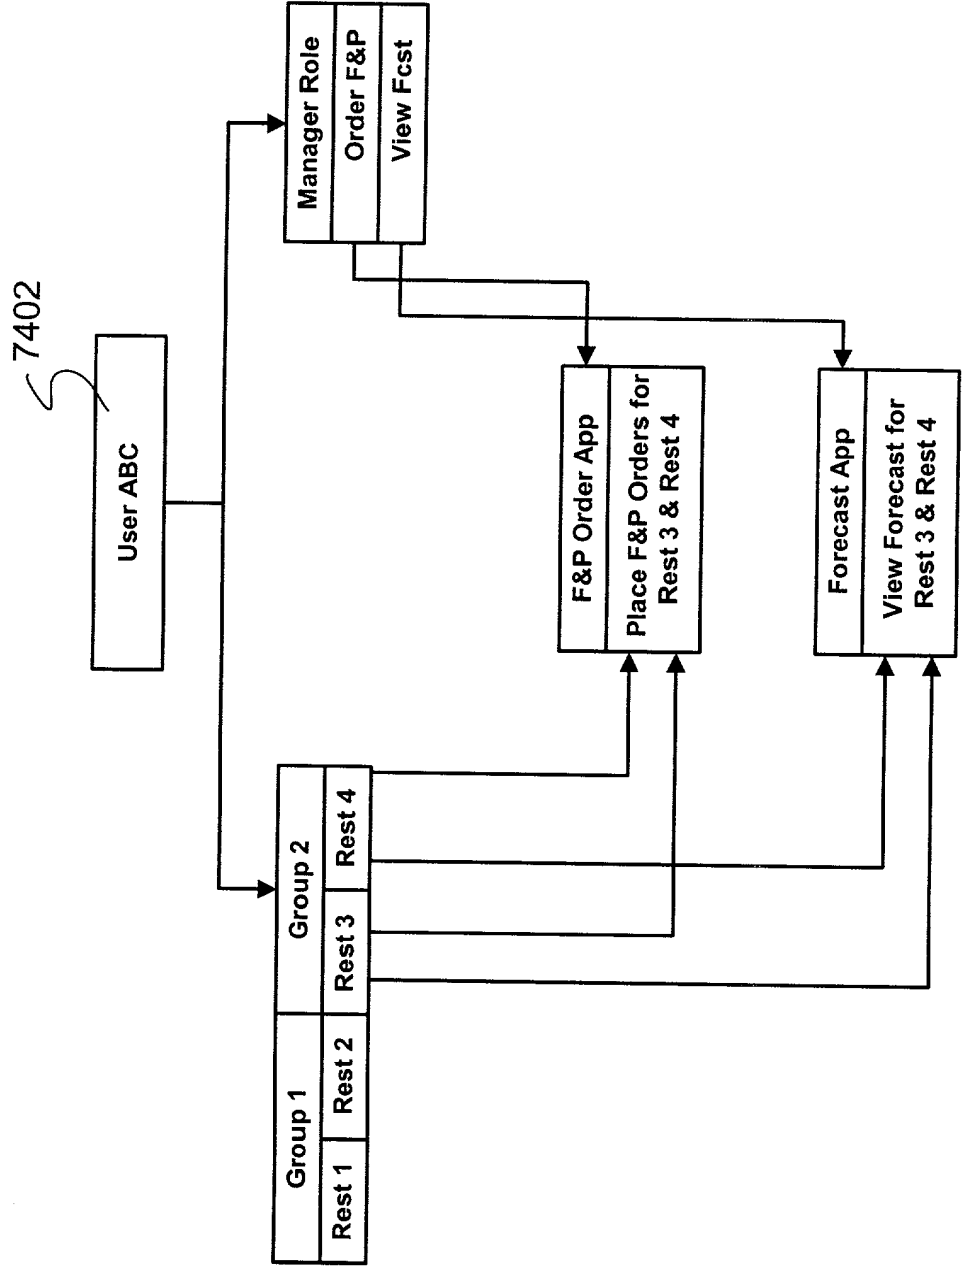 7402
User ABC
Group 1
Group 2
Rest 1
Rest 2
Rest 3
Rest 4
Manager Role
Order F&P
View Fcst
F&P Order App
Place F&P Orders for
Rest 3 & Rest 4
Forecast App
View Forecast for
Rest 3 & Rest 4